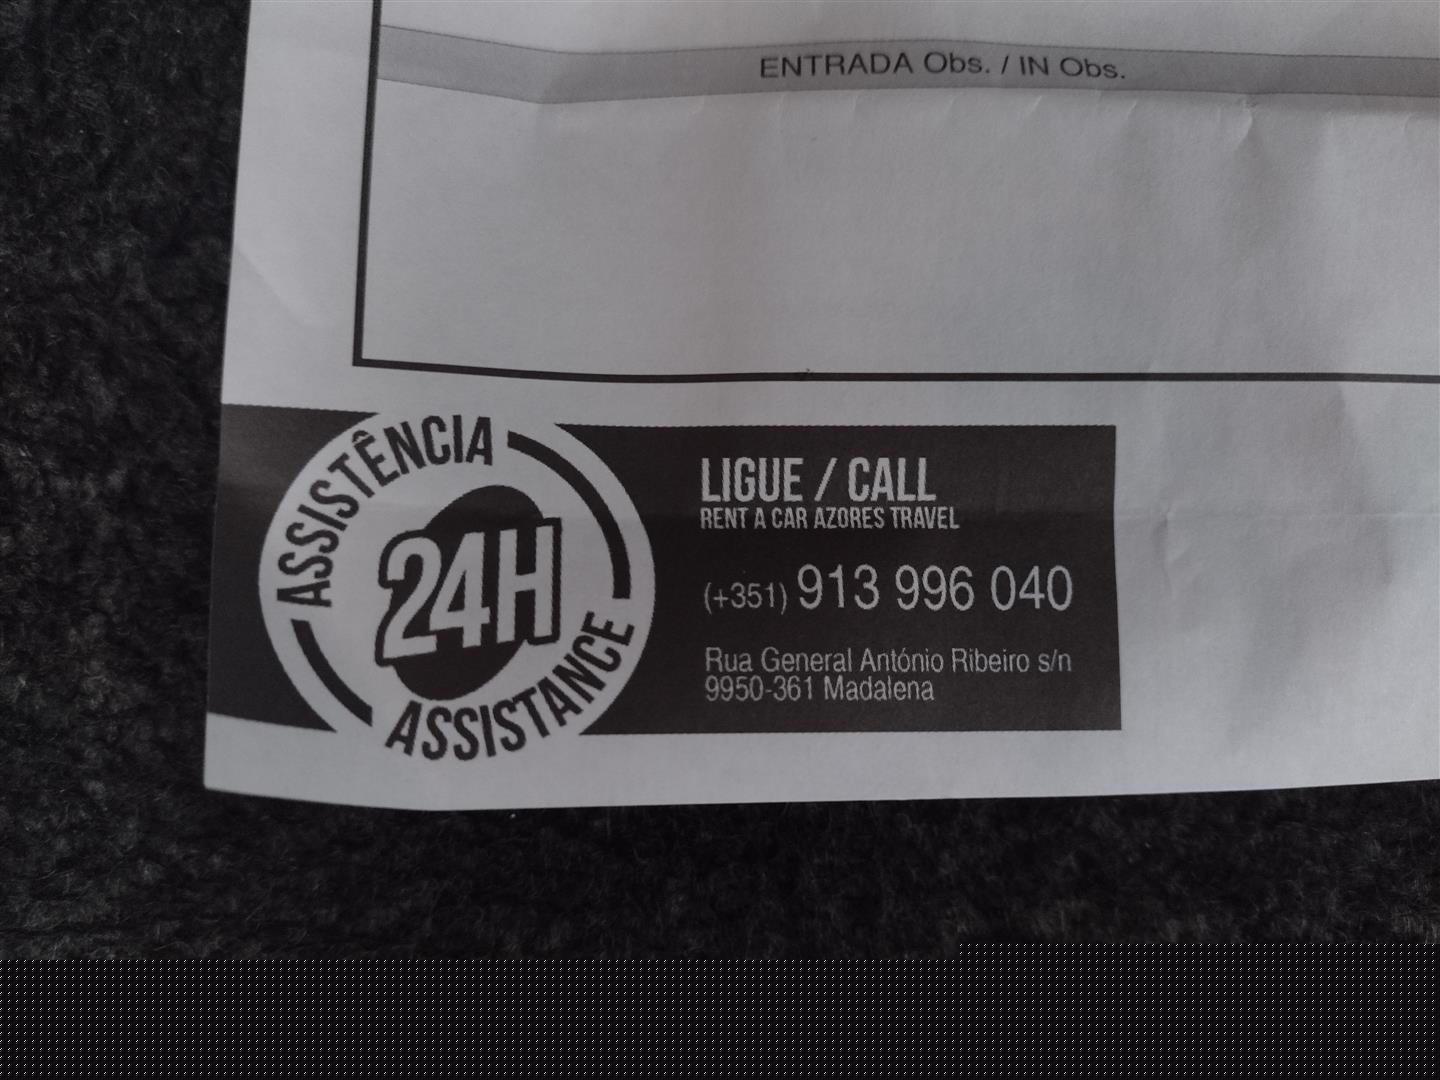 ENTRADA Obs. / IN Obs.
ASSISTÊNCIA
24H
ASSISTANCE
LIGUE / CALL
RENT A CAR AZORES TRAVEL
(+351) 913 996 040
Rua General António Ribeiro s/n
9950-361 Madalena